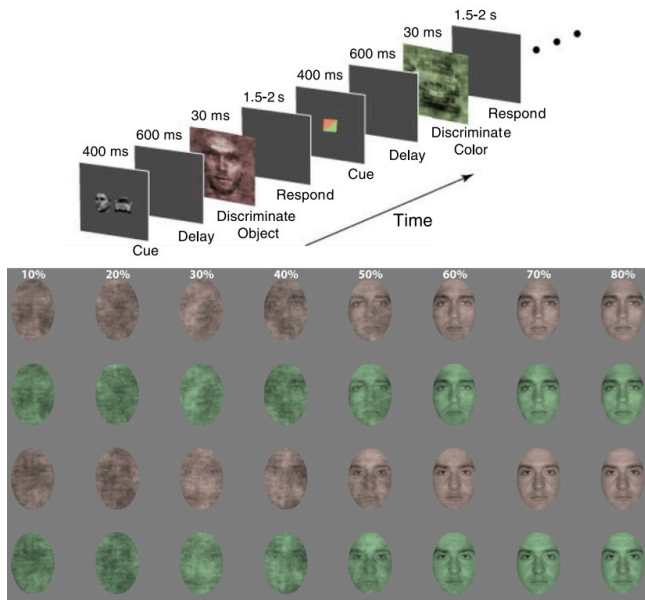 400 ms
Cue
600 ms
Delay
30 ms
Discriminate
Object
1.5-2 s
Respond
400 ms
Cue
600 ms
Delay
30 ms
Discriminate
Color
1.5-2 s
Respond
Time
10% 20% 30% 40% 50% 60% 70% 80%